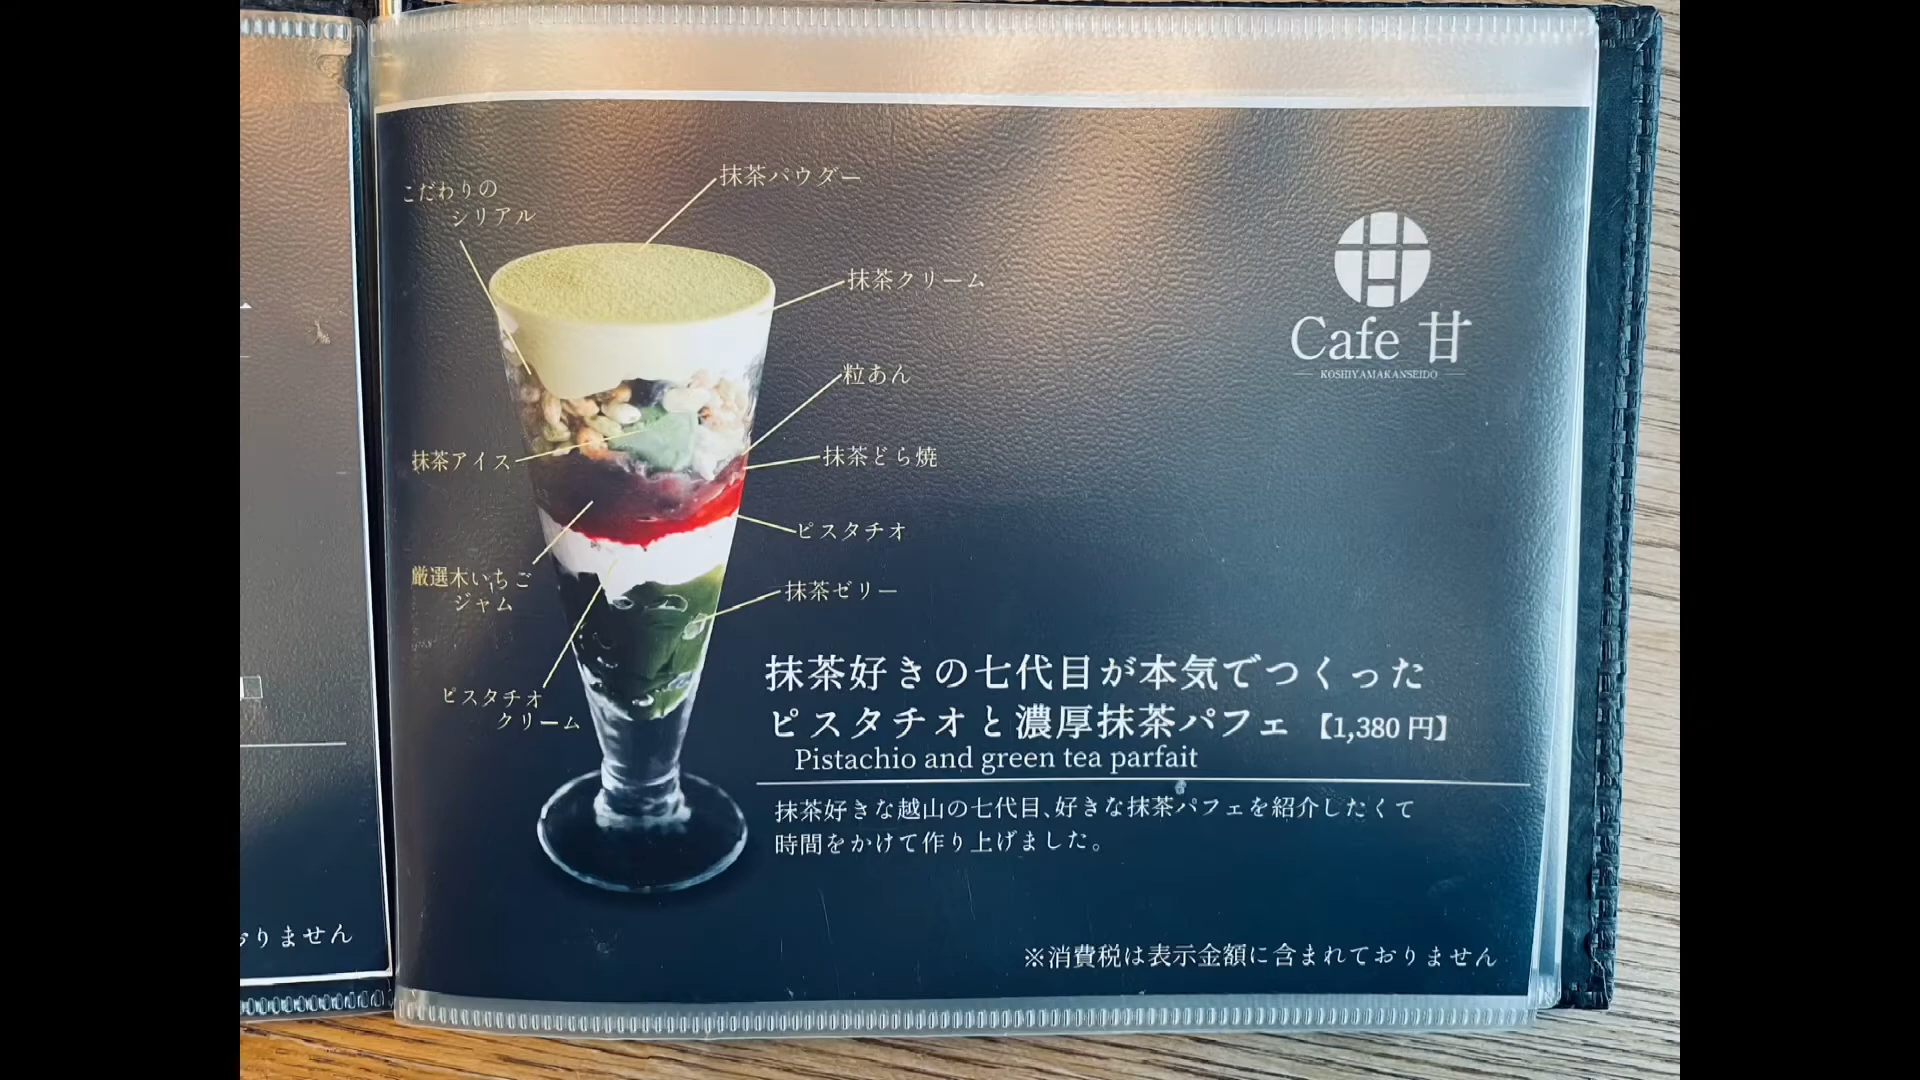 こだわりの
シリアル
抹茶パウダー
抹茶クリーム
粒あん
抹茶アイス
抹茶どら焼
ピスタチオ
厳選木いちご
ジャム
抹茶ゼリー
ピスタチオ
クリーム
Cafe 甘
KOSHIYAMAKANSEIDO
抹茶好きの七代目が本気でつくった
ピスタチオと濃厚抹茶パフェ 【1,380 円】
Pistachio and green tea parfait
抹茶好きな越山の七代目、好きな抹茶パフェを紹介したくて
時間をかけて作り上げました。
※消費税は表示金額に含まれておりません
おりません